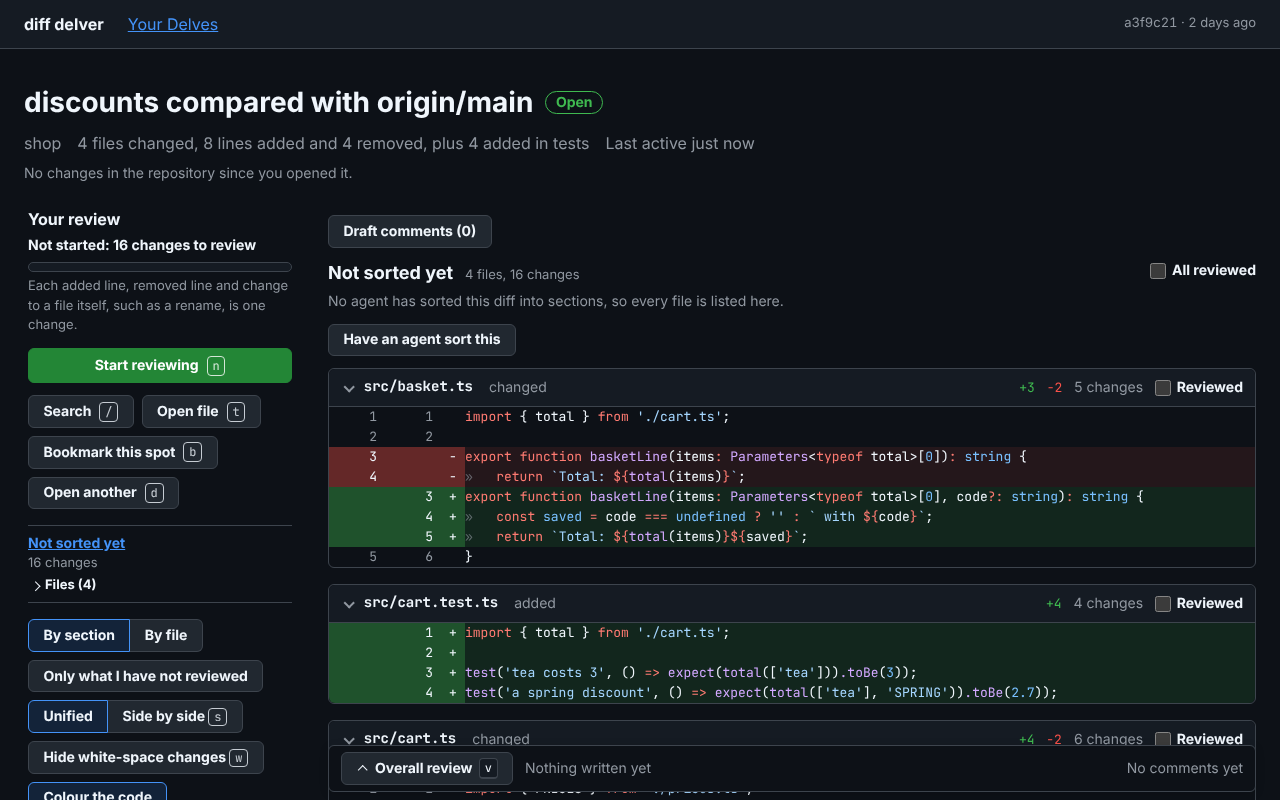 diff delver Your Delves a3f9c21 · 2 days ago
discounts compared with origin/main Open
shop 4 files changed, 8 lines added and 4 removed, plus 4 added in tests Last active just now
No changes in the repository since you opened it.
Your review
Not started: 16 changes to review
Each added line, removed line and change
to a file itself, such as a rename, is one
change.
Start reviewing n
Search / Open file t
Bookmark this spot b
Open another d
Not sorted yet
16 changes
Files (4)
By section By file
Only what I have not reviewed
Unified Side by side s
Hide white-space changes w
Colour the code
Draft comments (0)
Not sorted yet 4 files, 16 changes All reviewed
No agent has sorted this diff into sections, so every file is listed here.
Have an agent sort this
src/basket.ts changed +3 -2 5 changes Reviewed
1 1 import { total } from './cart.ts';
2 2
3 - export function basketLine(items: Parameters<typeof total>[0]): string {
4 - » return `Total: ${total(items)}`;
3 + export function basketLine(items: Parameters<typeof total>[0], code?: string): string {
4 + » const saved = code === undefined ? '' : ` with ${code}`;
5 + » return `Total: ${total(items)}${saved}`;
5 6 }
src/cart.test.ts added +4 4 changes Reviewed
1 + import { total } from './cart.ts';
2 +
3 + test('tea costs 3', () => expect(total(['tea'])).toBe(3));
4 + test('a spring discount', () => expect(total(['tea'], 'SPRING')).toBe(2.7));
src/cart.ts changed +4 -2 6 changes Reviewed
Overall review v Nothing written yet No comments yet